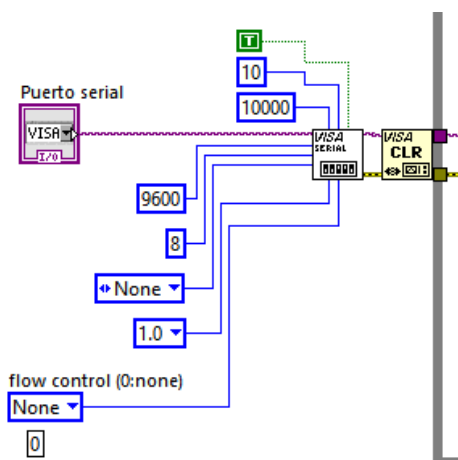 T
10
10000
Puerto serial
VISA
I/O
VISA
SERIAL
VISA
CLR
9600
8
None
1.0
flow control (0:none)
None
0